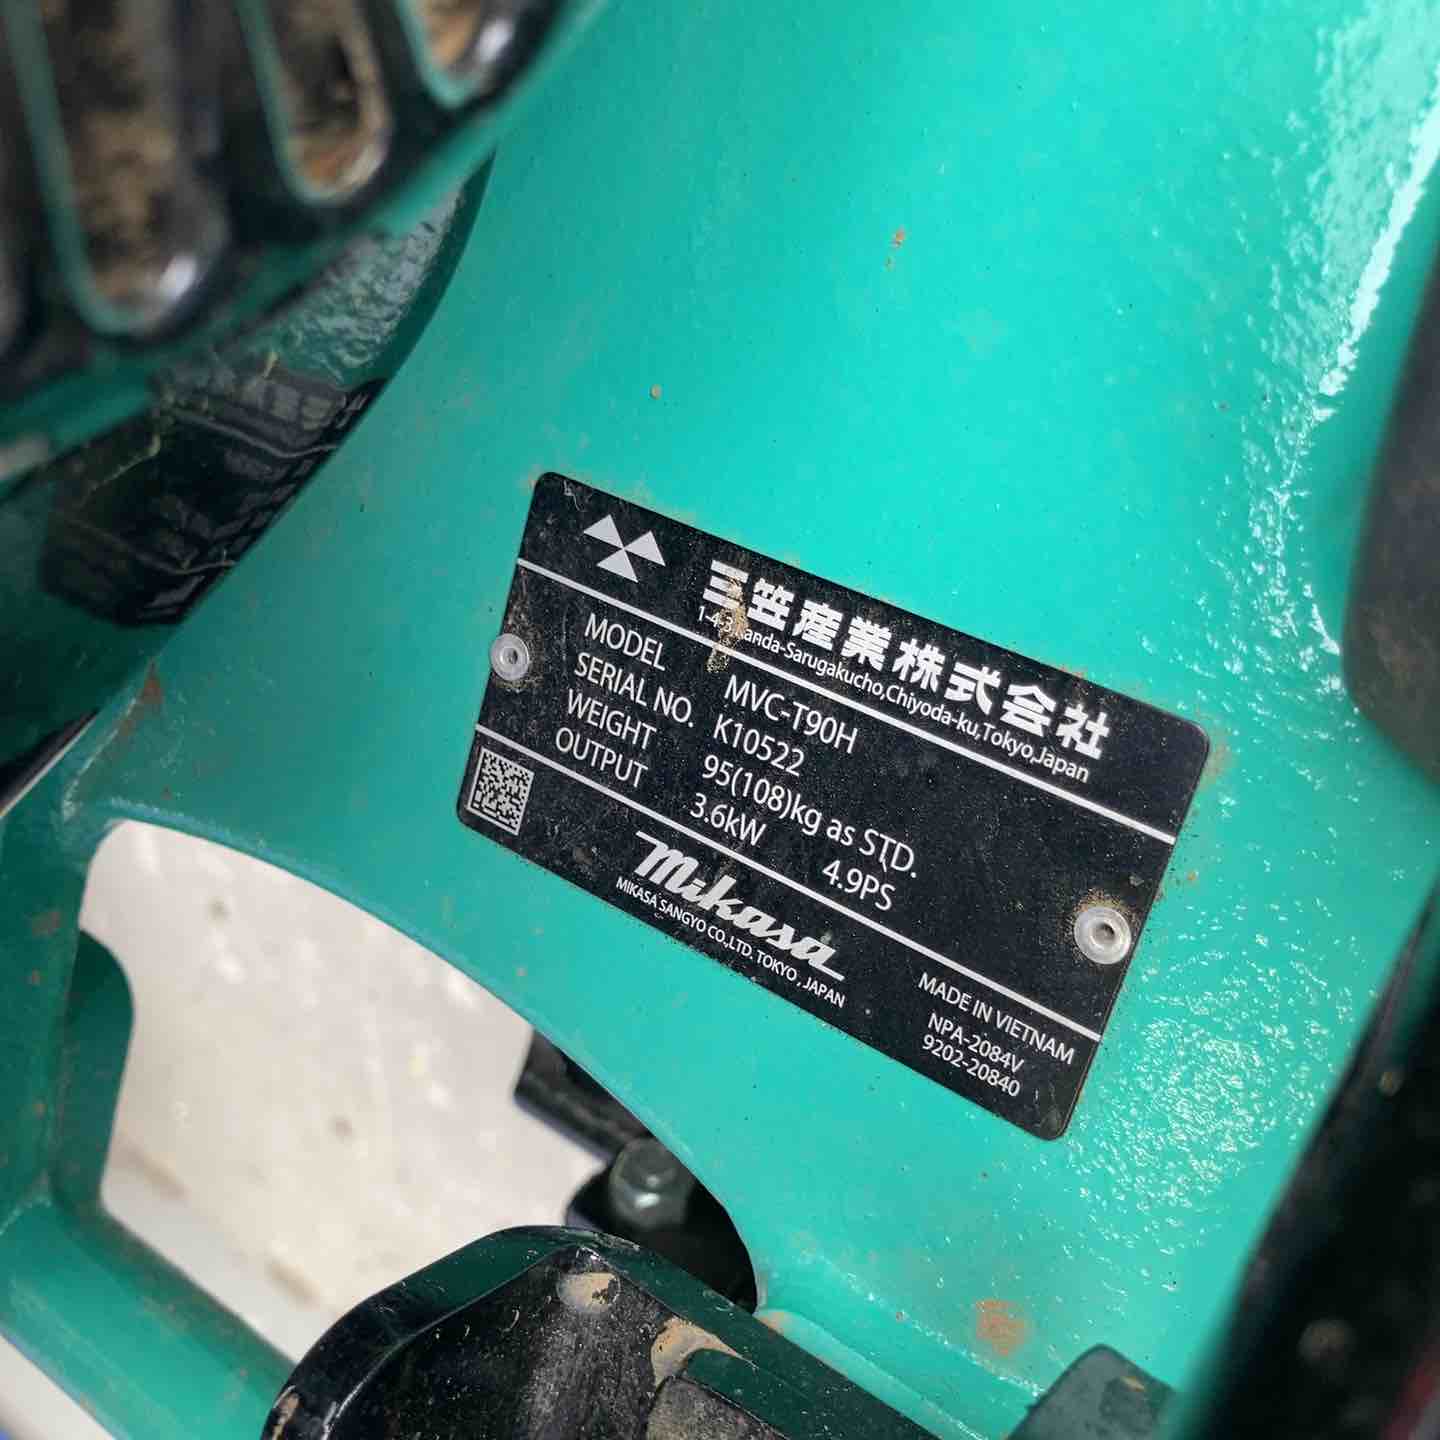 三笠産業株式会社
1-4-3,Kanda-Sarugakucho,Chiyoda-ku,Tokyo,Japan
MODEL MVC-T90H
SERIAL NO. K10522
WEIGHT 95(108)kg as STD.
OUTPUT 3.6kW 4.9PS
Mikasa
MIKASA SANGYO CO.,LTD. TOKYO, JAPAN
MADE IN VIETNAM
NPA-2084V
9202-20840